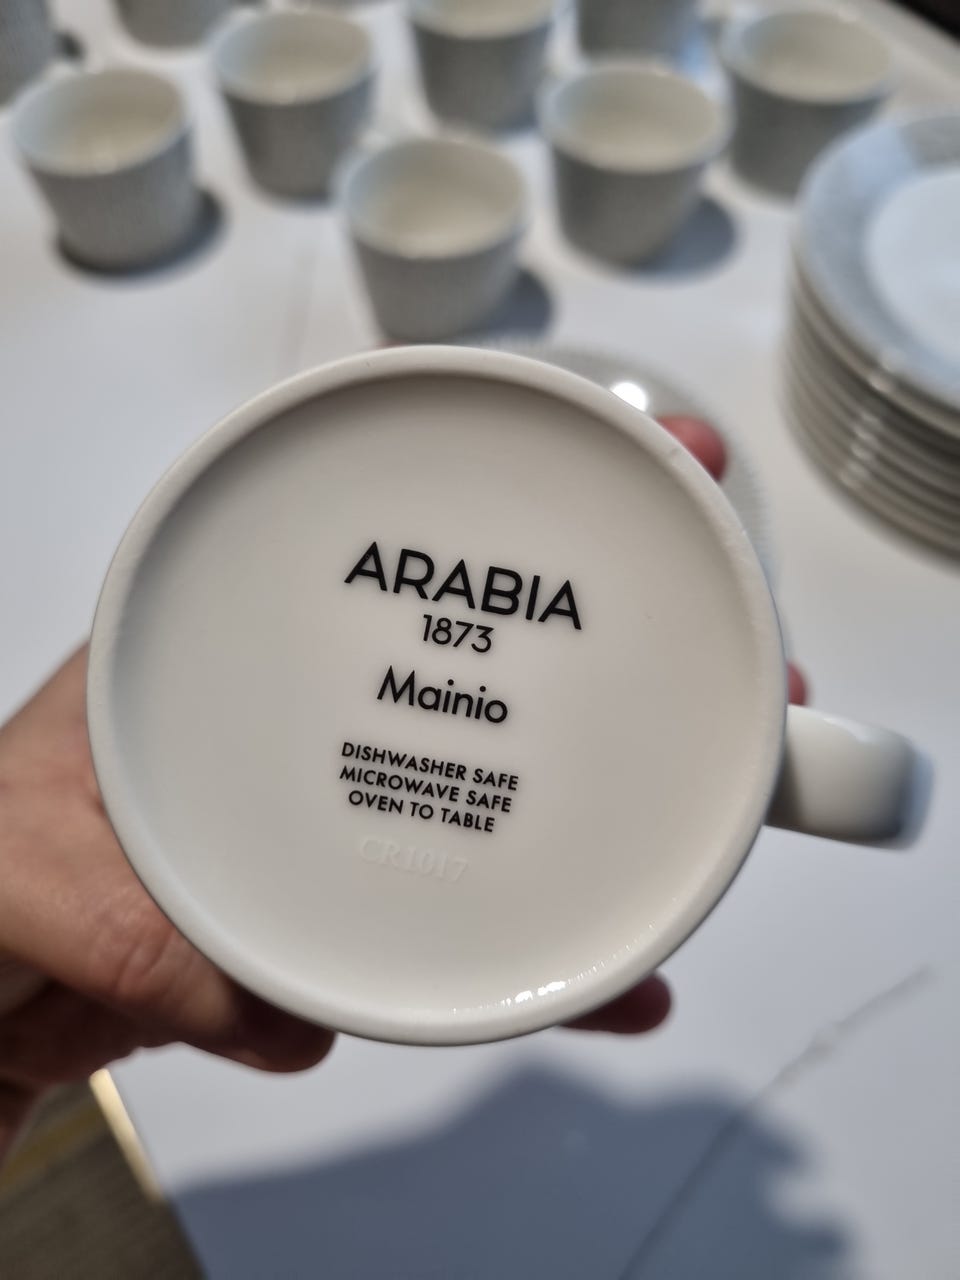 ARABIA
1873
Mainio
DISHWASHER SAFE
MICROWAVE SAFE
OVEN TO TABLE
CR1017